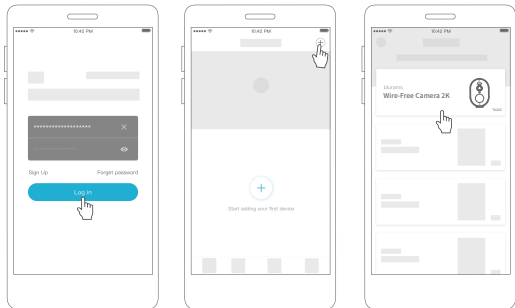 10:42 PM
*******************
Sign Up
Forget password
Log in
10:42 PM
Start adding your first device
10:42 PM
blurams
Wire-Free Camera 2K